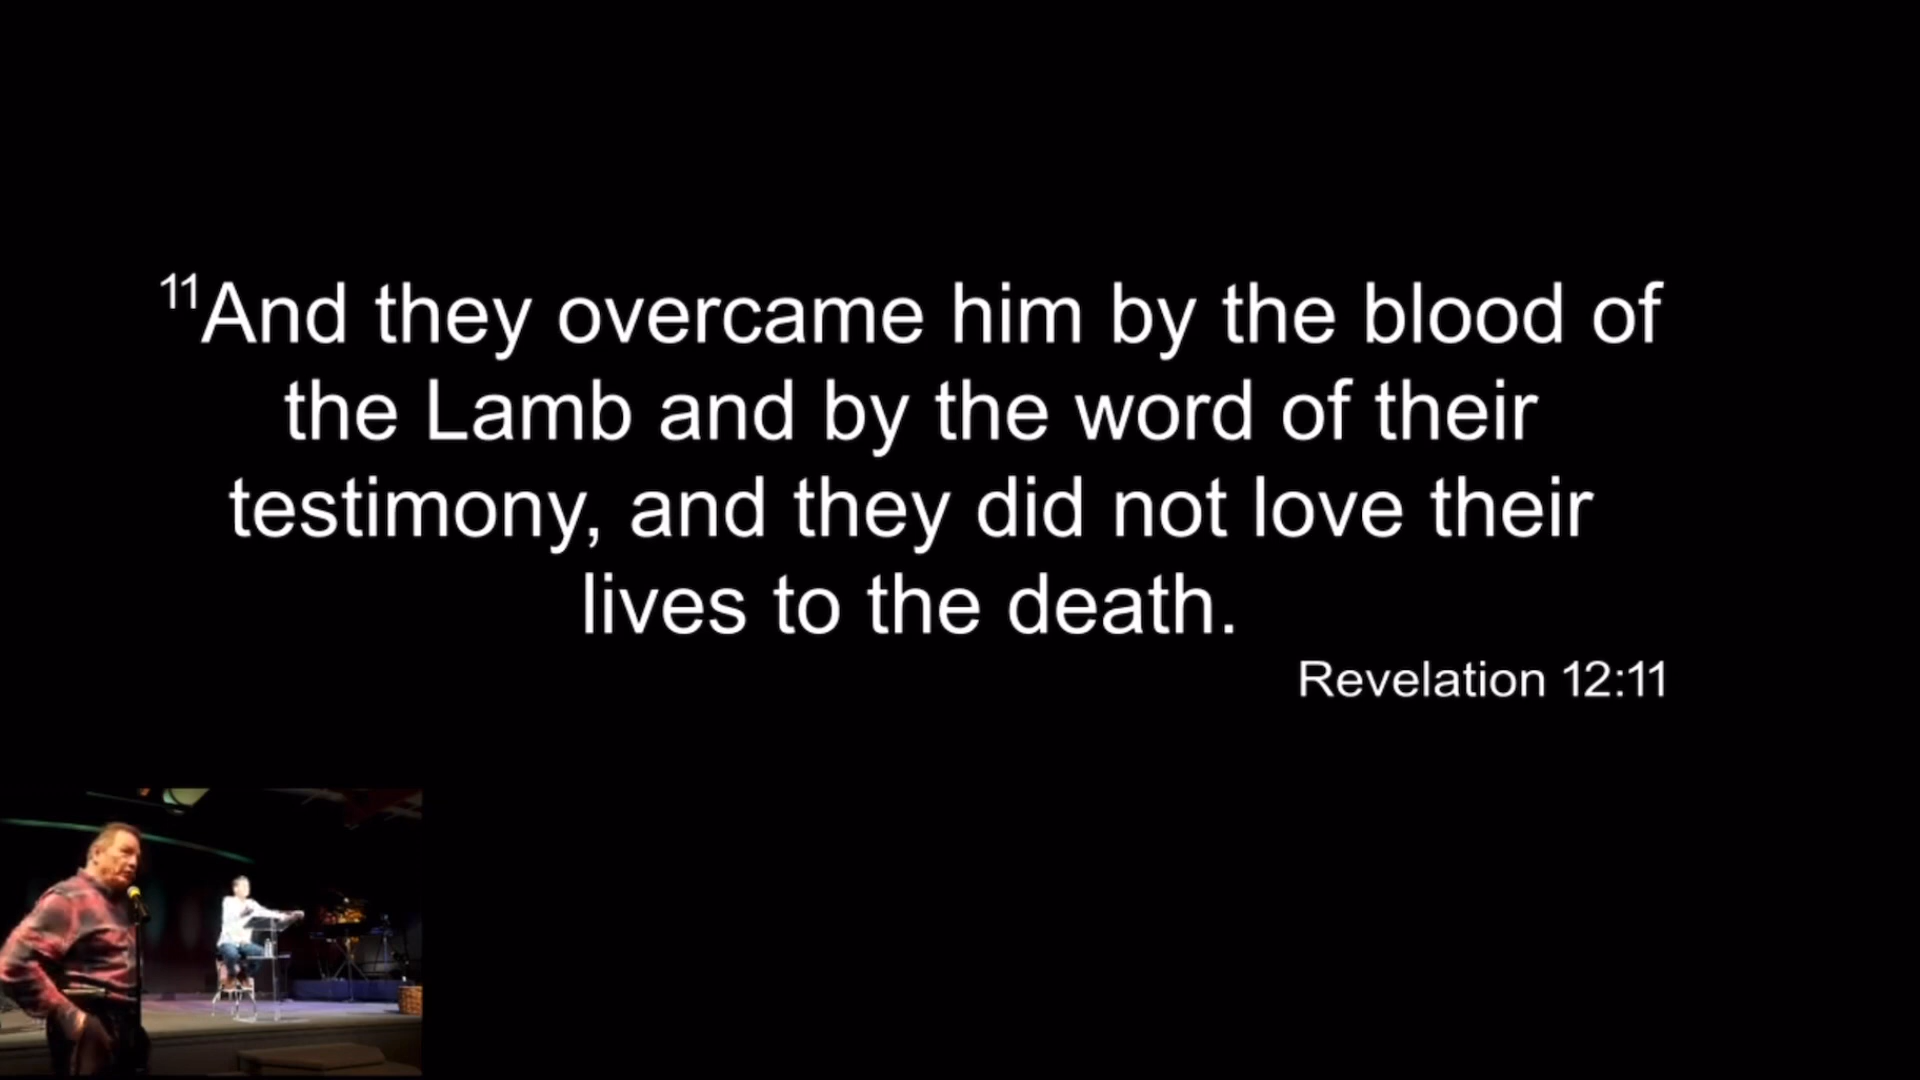 ¹¹And they overcame him by the blood of
the Lamb and by the word of their
testimony, and they did not love their
lives to the death.
Revelation 12:11